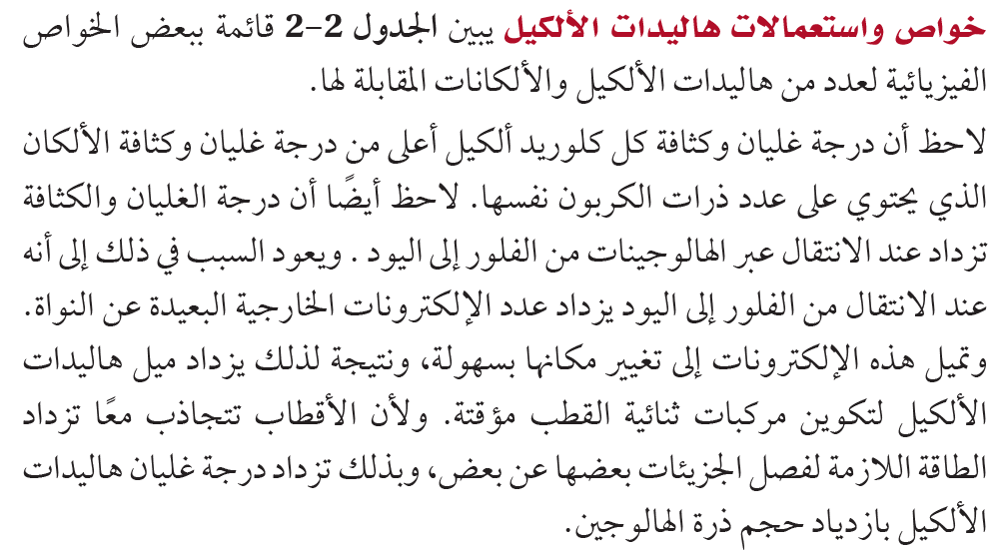 خواص واستعمالات هاليدات الألكيل يبين الجدول 2-2 قائمة ببعض الخواص
الفيزيائية لعدد من هاليدات الألكيل والألكانات المقابلة لها.
لاحظ أن درجة غليان وكثافة كل كلوريد ألكيل أعلى من درجة غليان وكثافة الألكان
الذي يحتوي على عدد ذرات الكربون نفسها. لاحظ أيضًا أن درجة الغليان والكثافة
تزداد عند الانتقال عبر الهالوجينات من الفلور إلى اليود . ويعود السبب في ذلك إلى أنه
عند الانتقال من الفلور إلى اليود يزداد عدد الإلكترونات الخارجية البعيدة عن النواة.
وتميل هذه الإلكترونات إلى تغيير مكانها بسهولة، ونتيجة لذلك يزداد ميل هاليدات
الألكيل لتكوين مركبات ثنائية القطب مؤقتة. ولأن الأقطاب تتجاذب معًا تزداد
الطاقة اللازمة لفصل الجزيئات بعضها عن بعض، وبذلك تزداد درجة غليان هاليدات
الألكيل بازدياد حجم ذرة الهالوجين.